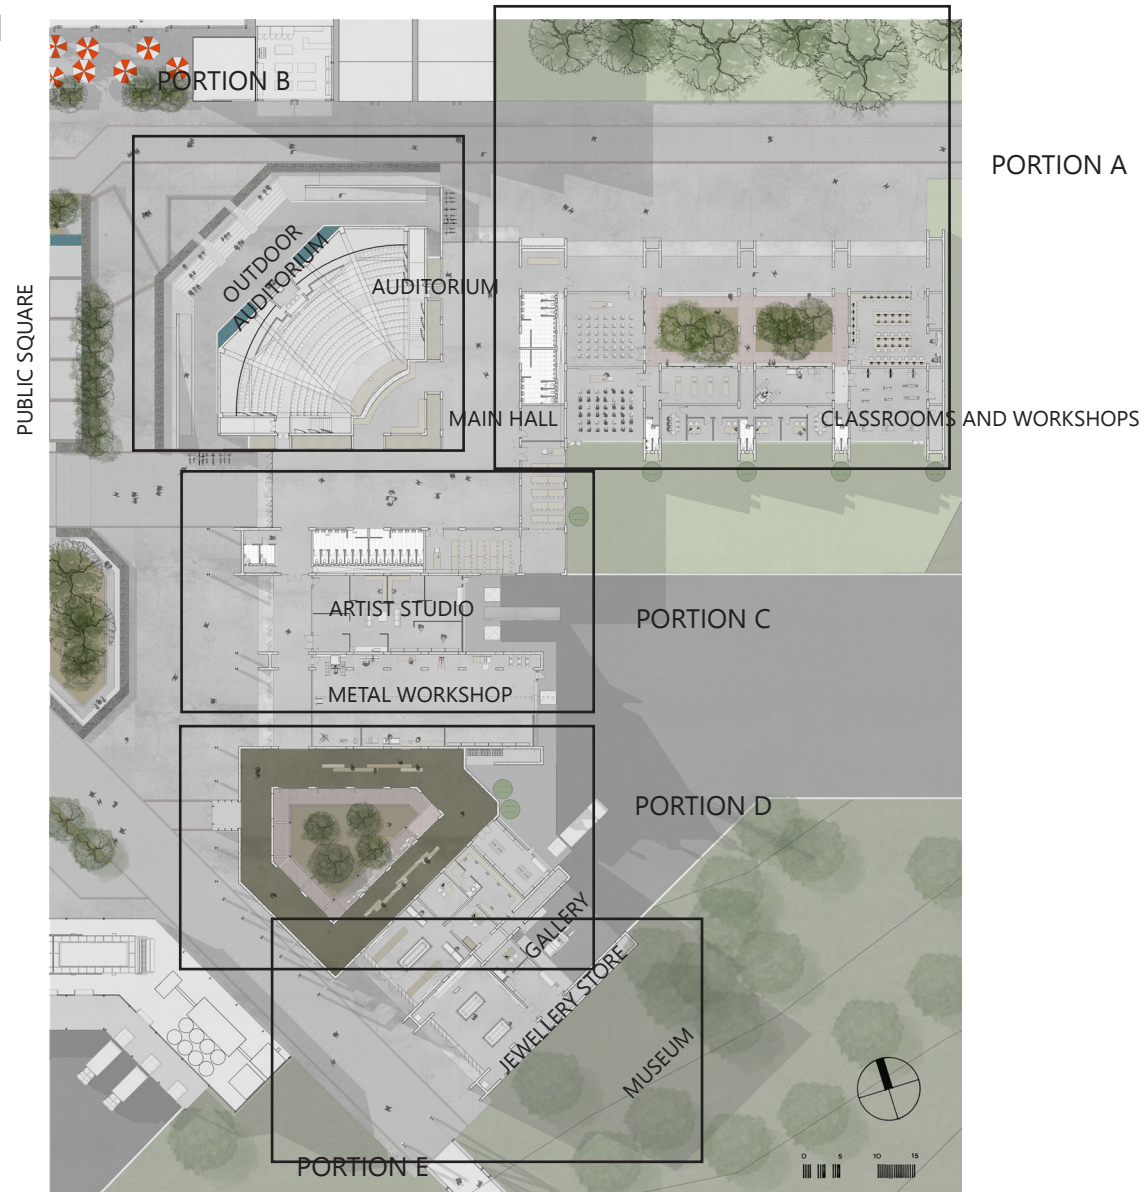 PORTION B
PORTION A
OUTDOOR
AUDITORIUM
AUDITORIUM
PUBLIC SQUARE
MAIN HALL
CLASSROOMS AND WORKSHOPS
ARTIST STUDIO
PORTION C
METAL WORKSHOP
PORTION D
GALLERY
JEWELLERY STORE
MUSEUM
PORTION E
0 5 10 15